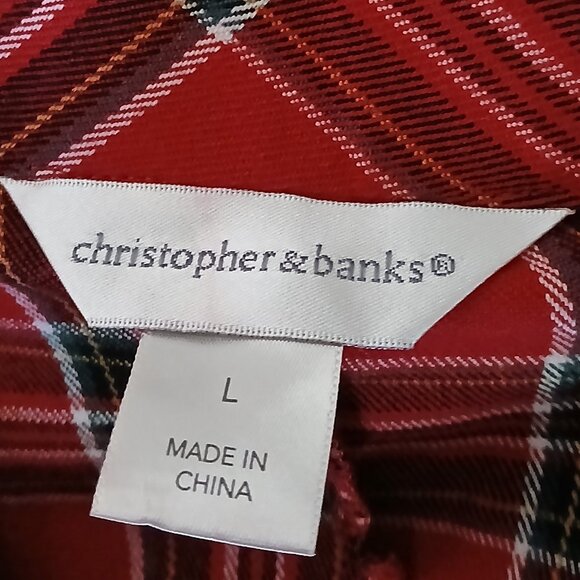 christopher & banks®
L
MADE IN
CHINA